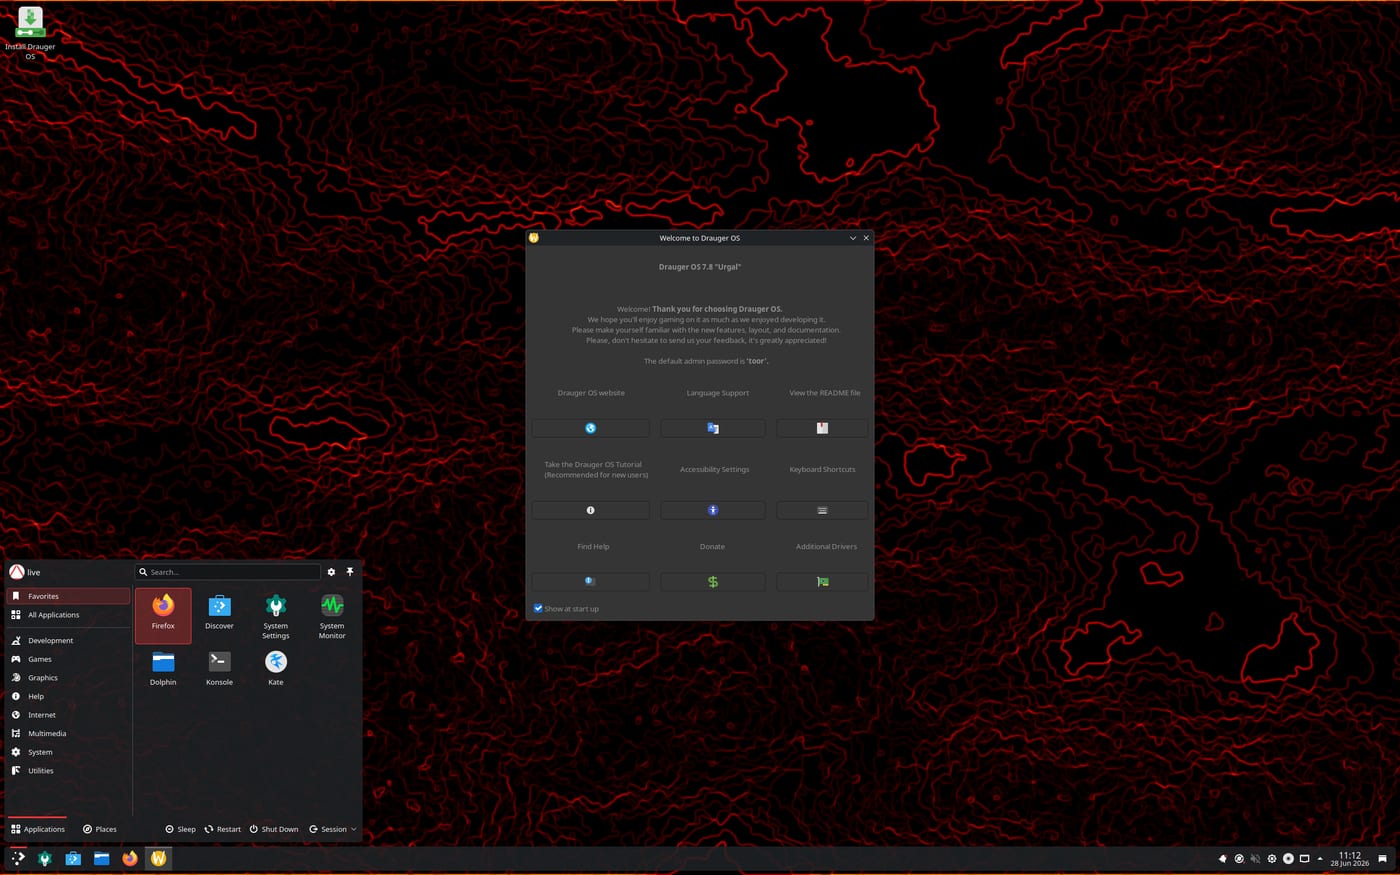 Install Drauger
OS
Welcome to Drauger OS
Drauger OS 7.8 "Urgal"
Welcome! Thank you for choosing Drauger OS.
We hope you'll enjoy gaming on it as much as we enjoyed developing it.
Please make yourself familiar with the new features, layout, and documentation.
Please, don't hesitate to send us your feedback, it's greatly appreciated!
The default admin password is 'toor'.
Drauger OS website
Language Support
View the README file
Take the Drauger OS Tutorial
(Recommended for new users)
Accessibility Settings
Keyboard Shortcuts
Find Help
Donate
Additional Drivers
Show at start up
live
Search...
Favorites
All Applications
Development
Games
Graphics
Help
Internet
Multimedia
System
Utilities
Firefox
Discover
System
Settings
System
Monitor
Dolphin
Konsole
Kate
Applications
Places
Sleep
Restart
Shut Down
Session
11:12
28 Jun 2026